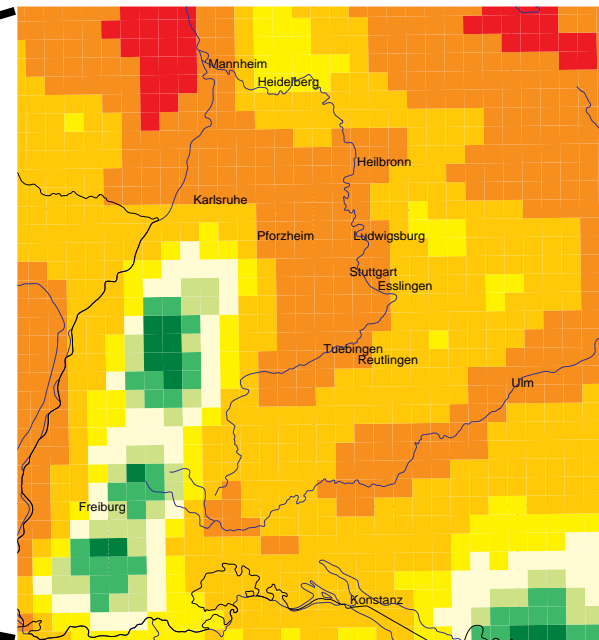 Mannheim
Heidelberg
Heilbronn
Karlsruhe
Pforzheim
Ludwigsburg
Stuttgart
Esslingen
Tuebingen
Reutlingen
Ulm
Freiburg
Konstanz